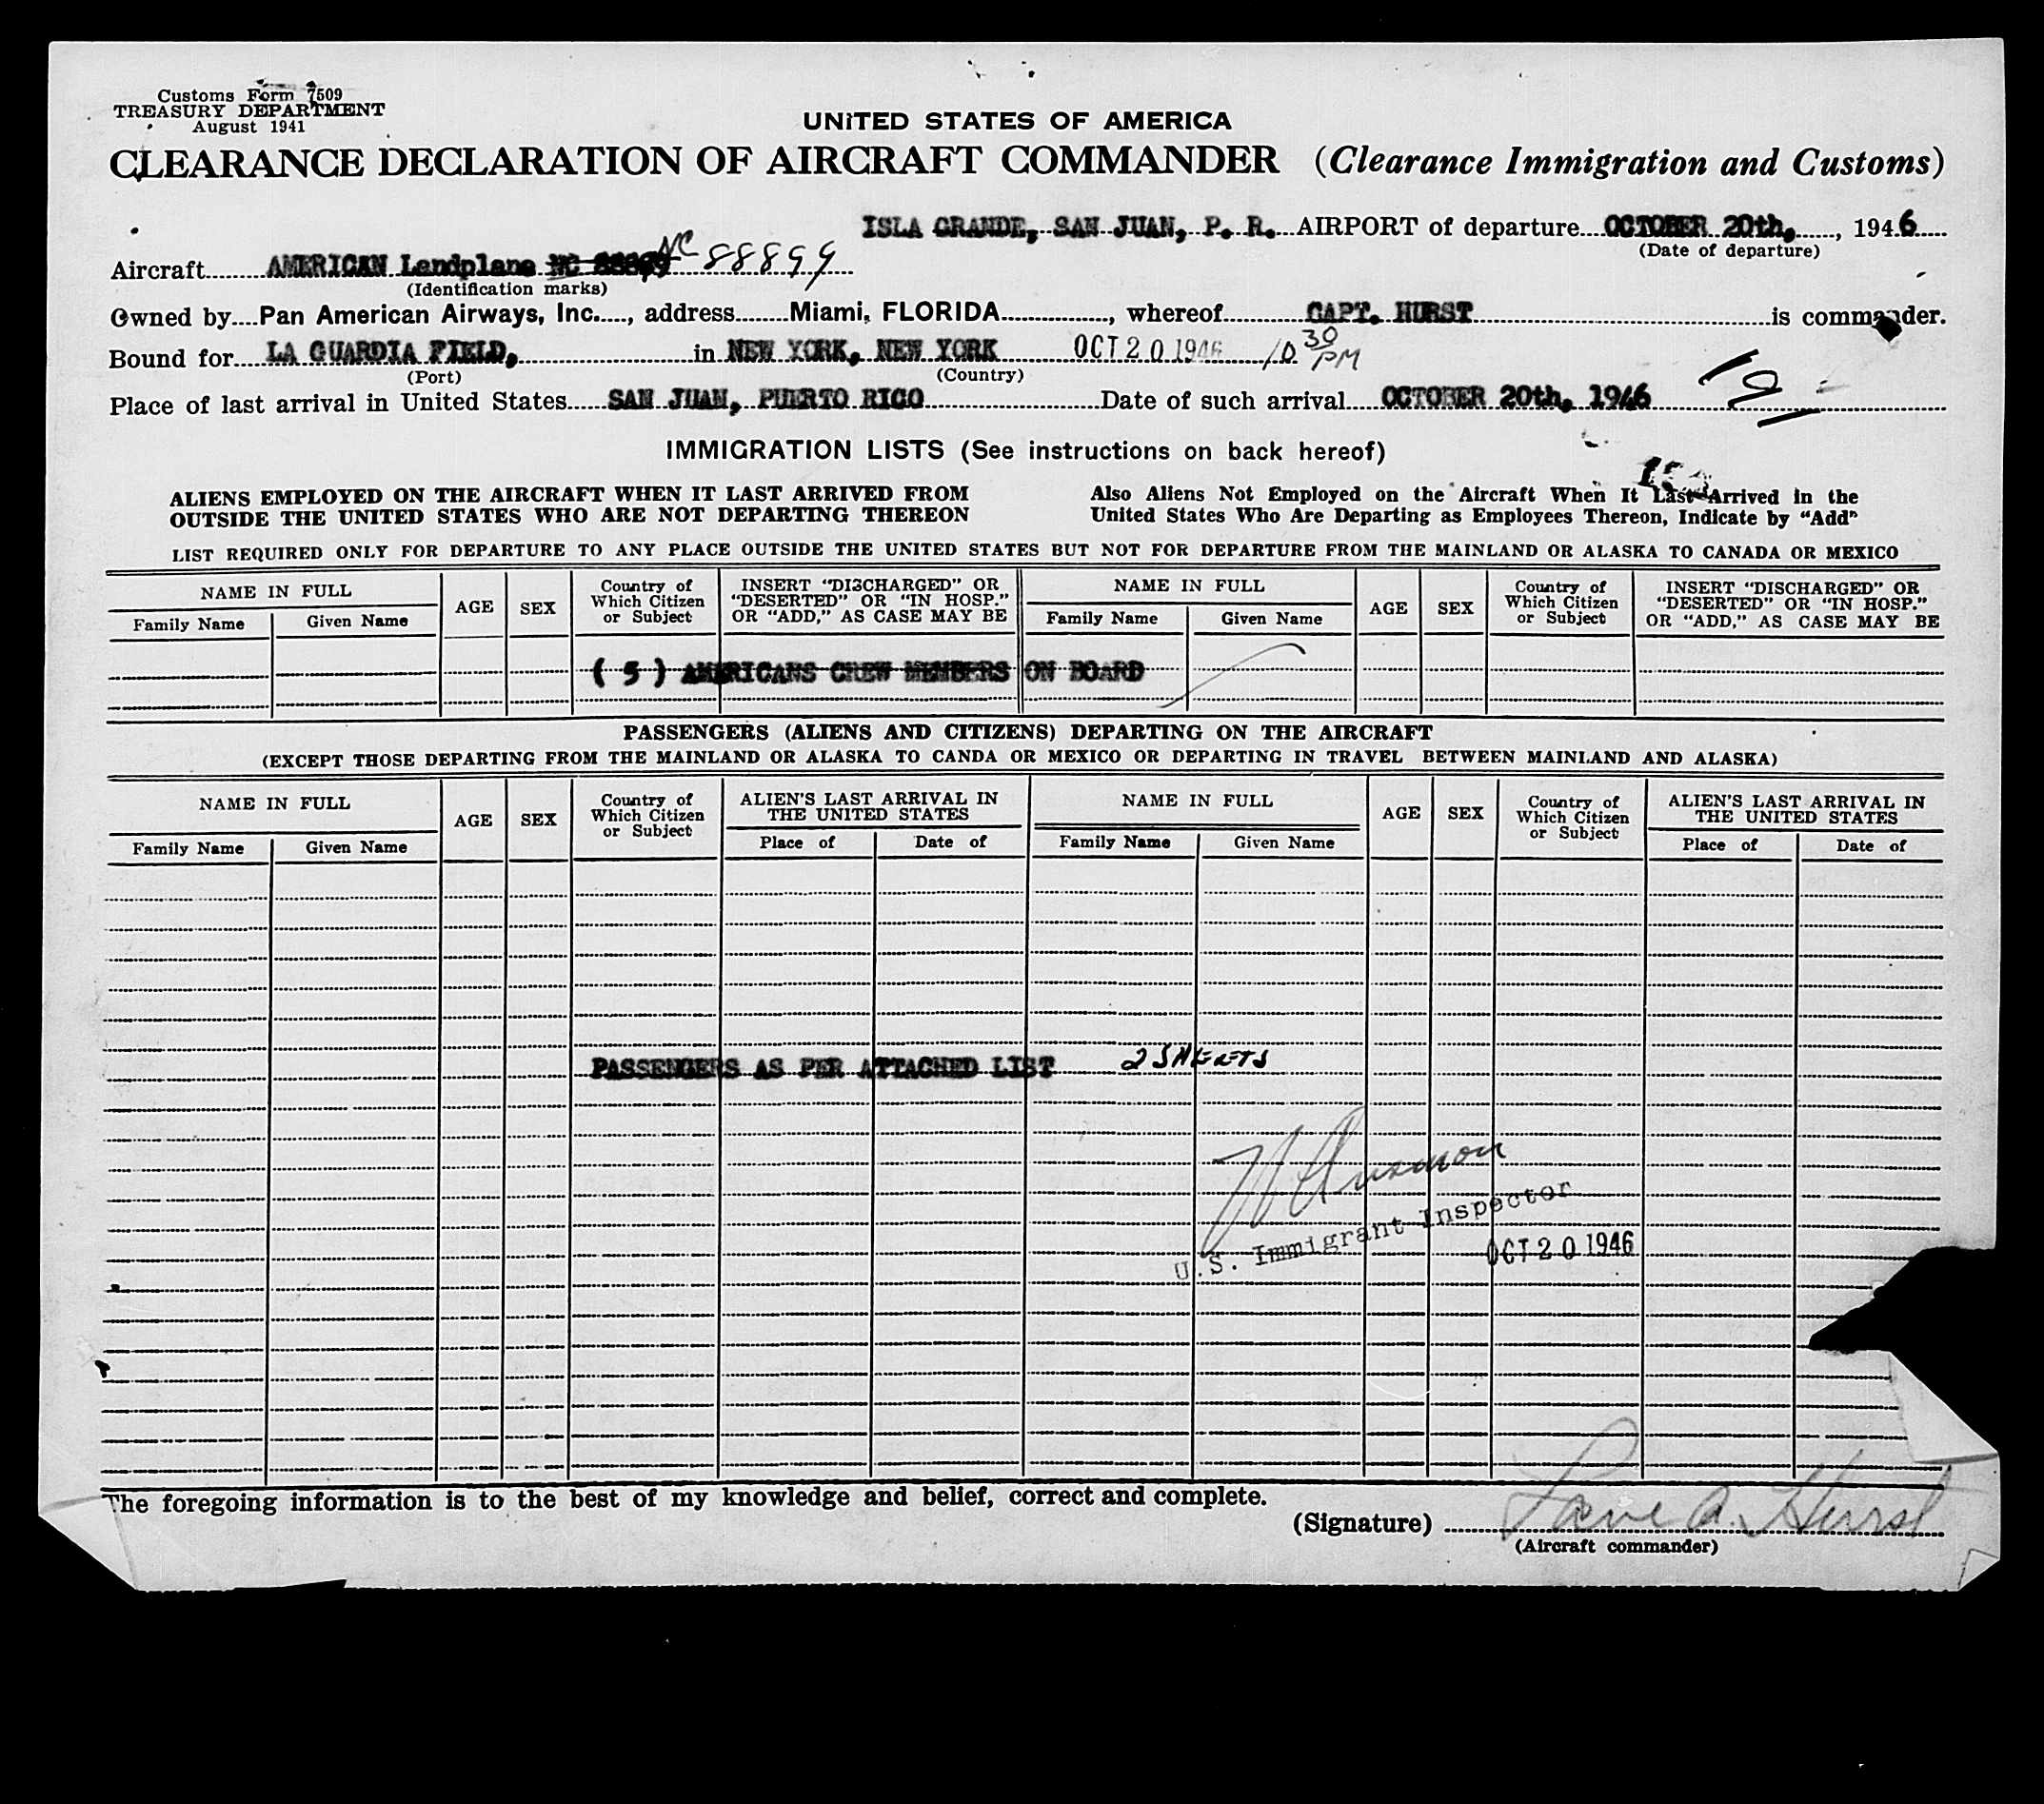 Customs Form 7509
TREASURY DEPARTMENT
August 1941
UNITED STATES OF AMERICA
CLEARANCE DECLARATION OF AIRCRAFT COMMANDER (Clearance Immigration and Customs)
ISLA GRANDE, SAN JUAN, P. R. AIRPORT of departure OCTOBER 20th, , 1946
(Date of departure)
Aircraft AMERICAN Landplane NC 88899
(Identification marks)
Owned by Pan American Airways, Inc. , address Miami, FLORIDA , whereof CAPT. HURST is commander.
Bound for LA GUARDIA FIELD, in NEW YORK, NEW YORK OCT 20 1946 10 30 PM
(Port) (Country)
Place of last arrival in United States SAN JUAN, PUERTO RICO Date of such arrival OCTOBER 20th, 1946
IMMIGRATION LISTS (See instructions on back hereof)
ALIENS EMPLOYED ON THE AIRCRAFT WHEN IT LAST ARRIVED FROM
OUTSIDE THE UNITED STATES WHO ARE NOT DEPARTING THEREON
Also Aliens Not Employed on the Aircraft When It Last Arrived in the
United States Who Are Departing as Employees Thereon, Indicate by "Add"
LIST REQUIRED ONLY FOR DEPARTURE TO ANY PLACE OUTSIDE THE UNITED STATES BUT NOT FOR DEPARTURE FROM THE MAINLAND OR ALASKA TO CANADA OR MEXICO
NAME IN FULL
Family Name Given Name
AGE
SEX
Country of
Which Citizen
or Subject
INSERT "DISCHARGED" OR
"DESERTED" OR "IN HOSP."
OR "ADD," AS CASE MAY BE
NAME IN FULL
Family Name Given Name
AGE
SEX
Country of
Which Citizen
or Subject
INSERT "DISCHARGED" OR
"DESERTED" OR "IN HOSP."
OR "ADD," AS CASE MAY BE
( 5 ) AMERICANS CREW MEMBERS ON BOARD
PASSENGERS (ALIENS AND CITIZENS) DEPARTING ON THE AIRCRAFT
(EXCEPT THOSE DEPARTING FROM THE MAINLAND OR ALASKA TO CANDA OR MEXICO OR DEPARTING IN TRAVEL BETWEEN MAINLAND AND ALASKA)
NAME IN FULL
Family Name Given Name
AGE
SEX
Country of
Which Citizen
or Subject
ALIEN'S LAST ARRIVAL IN
THE UNITED STATES
Place of Date of
NAME IN FULL
Family Name Given Name
AGE
SEX
Country of
Which Citizen
or Subject
ALIEN'S LAST ARRIVAL IN
THE UNITED STATES
Place of Date of
PASSENGERS AS PER ATTACHED LIST 2 SHEETS
U.S. Immigrant Inspector
OCT 20 1946
The foregoing information is to the best of my knowledge and belief, correct and complete.
(Signature) A. Hurst
(Aircraft commander)